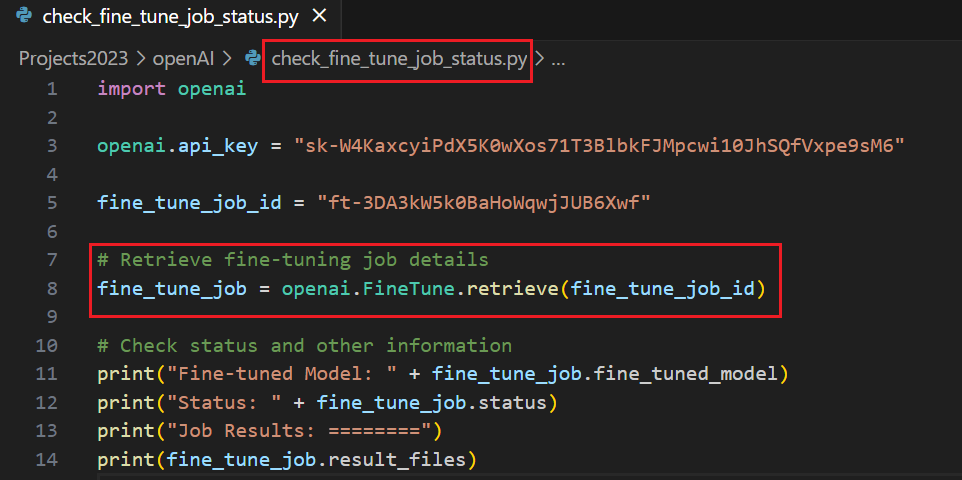 check_fine_tune_job_status.py ×
Projects2023 > openAI > check_fine_tune_job_status.py > ...
1 import openai
2
3 openai.api_key = "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"
4
5 fine_tune_job_id = "ft-3DA3kW5k0BaHoWqwjJUB6Xwf"
6
7 # Retrieve fine-tuning job details
8 fine_tune_job = openai.FineTune.retrieve(fine_tune_job_id)
9
10 # Check status and other information
11 print("Fine-tuned Model: " + fine_tune_job.fine_tuned_model)
12 print("Status: " + fine_tune_job.status)
13 print("Job Results: ========")
14 print(fine_tune_job.result_files)